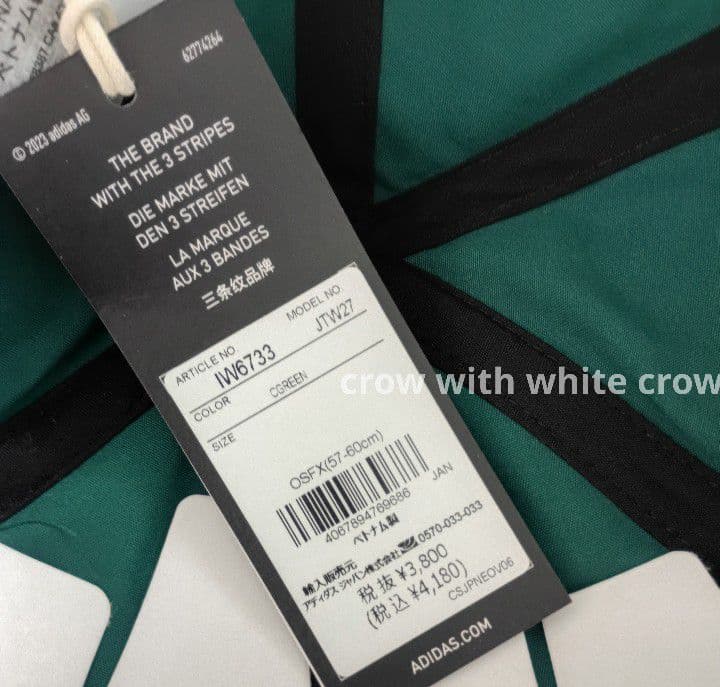 62774264
© 2023 adidas AG
THE BRAND
WITH THE 3 STRIPES
DIE MARKE MIT
DEN 3 STREIFEN
LA MARQUE
AUX 3 BANDES
三条纹品牌
ARTICLE NO. MODEL NO.
IW6733 JTW27
COLOR CGREEN
SIZE
OSFX(57-60cm)
JAN
4067894769686
ベトナム製
輸入販売元
アディダス ジャパン株式会社 0570-033-033
税 抜 ¥3,800
(税 込 ¥4,180)
CSJPNEOV06
ADIDAS.COM
crow with white crow